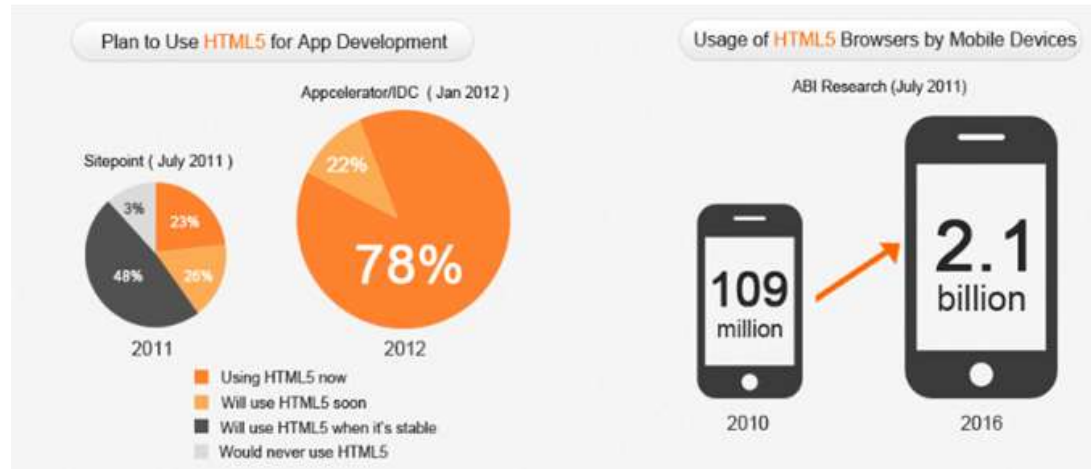 Plan to Use HTML5 for App Development
Appcelerator/IDC ( Jan 2012 )
Sitepoint ( July 2011 )
22%
78%
3%
23%
48%
26%
2011
2012
Using HTML5 now
Will use HTML5 soon
Will use HTML5 when it's stable
Would never use HTML5
Usage of HTML5 Browsers by Mobile Devices
ABI Research (July 2011)
109
million
2.1
billion
2010
2016